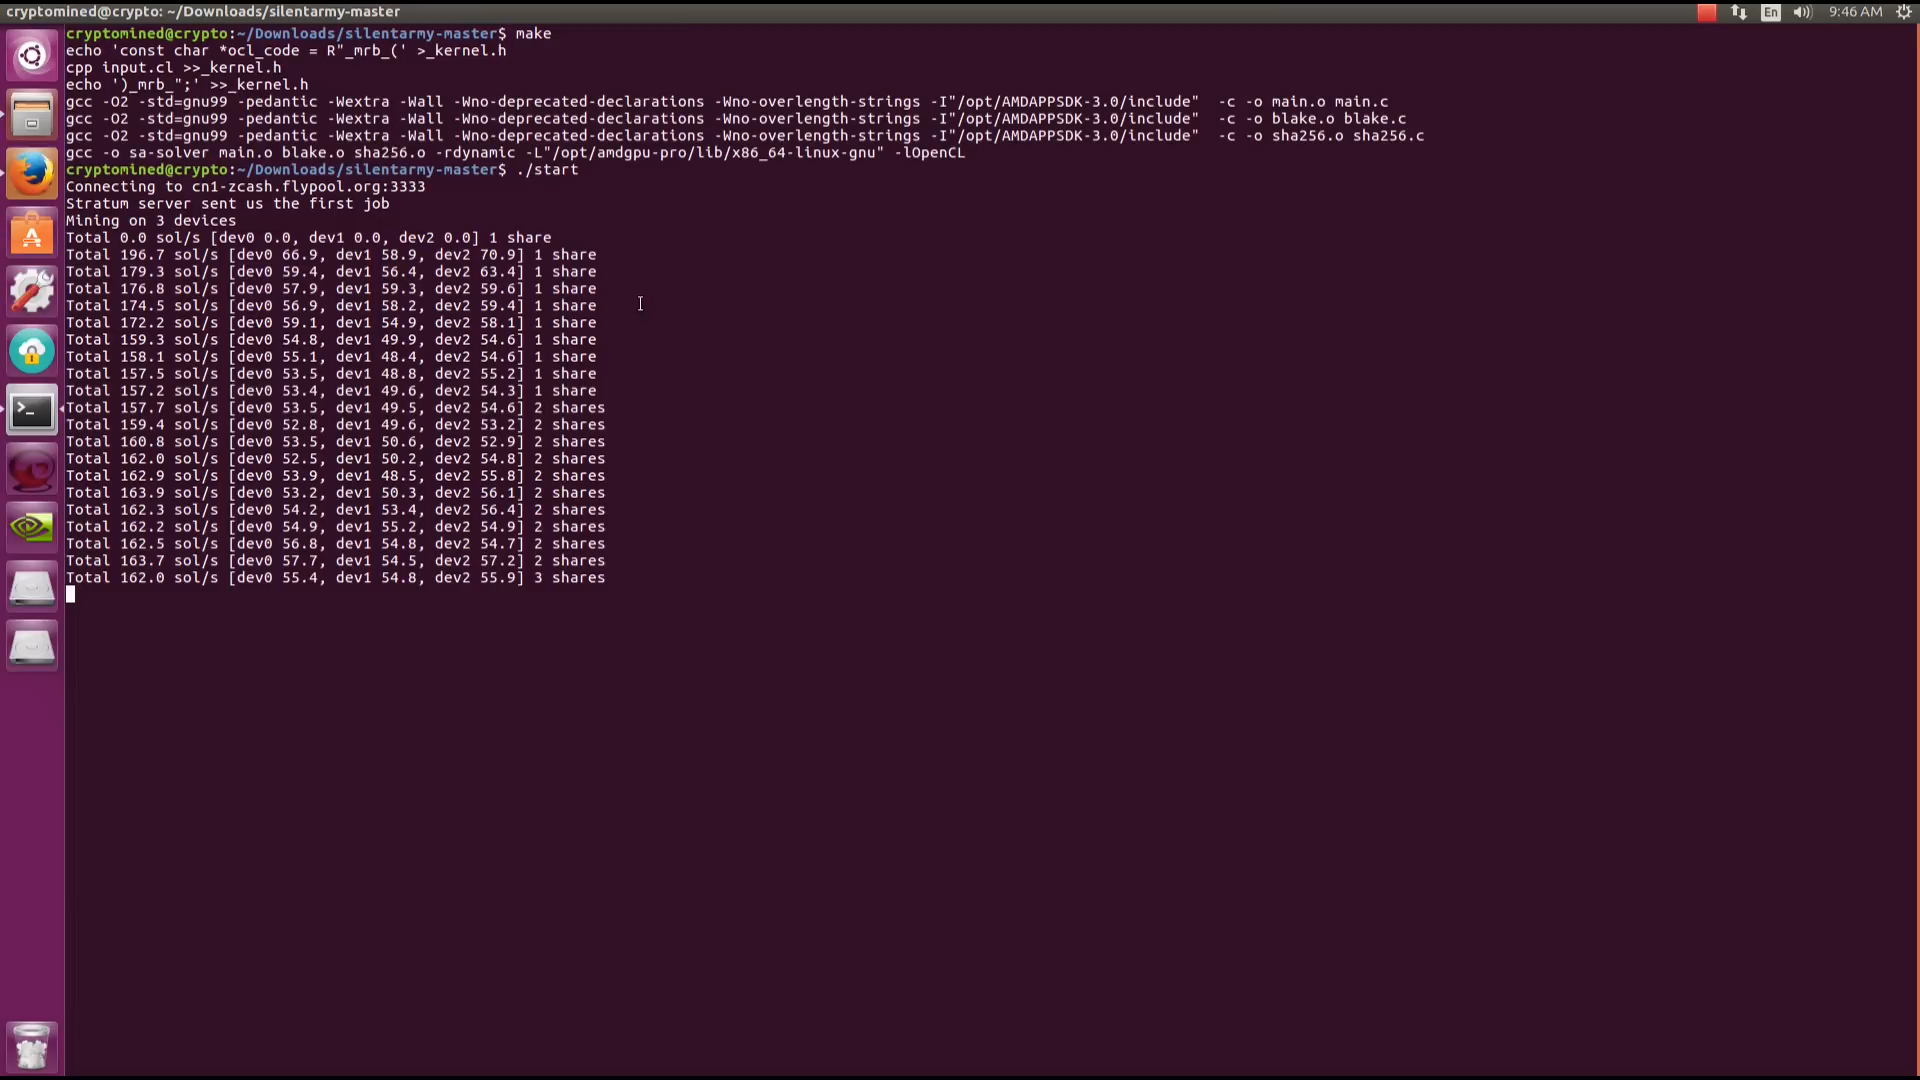 cryptomined@crypto: ~/Downloads/silentarmy-master
En
9:46 AM
cryptomined@crypto:~/Downloads/silentarmy-master$ make
echo 'const char *ocl_code = R"_mrb_(' >_kernel.h
cpp input.cl >>_kernel.h
echo ')_mrb_";' >>_kernel.h
gcc -O2 -std=gnu99 -pedantic -Wextra -Wall -Wno-deprecated-declarations -Wno-overlength-strings -I"/opt/AMDAPPSDK-3.0/include"  -c -o main.o main.c
gcc -O2 -std=gnu99 -pedantic -Wextra -Wall -Wno-deprecated-declarations -Wno-overlength-strings -I"/opt/AMDAPPSDK-3.0/include"  -c -o blake.o blake.c
gcc -O2 -std=gnu99 -pedantic -Wextra -Wall -Wno-deprecated-declarations -Wno-overlength-strings -I"/opt/AMDAPPSDK-3.0/include"  -c -o sha256.o sha256.c
gcc -o sa-solver main.o blake.o sha256.o -rdynamic -L"/opt/amdgpu-pro/lib/x86_64-linux-gnu" -lOpenCL
cryptomined@crypto:~/Downloads/silentarmy-master$ ./start
Connecting to cn1-zcash.flypool.org:3333
Stratum server sent us the first job
Mining on 3 devices
Total 0.0 sol/s [dev0 0.0, dev1 0.0, dev2 0.0] 1 share
Total 196.7 sol/s [dev0 66.9, dev1 58.9, dev2 70.9] 1 share
Total 179.3 sol/s [dev0 59.4, dev1 56.4, dev2 63.4] 1 share
Total 176.8 sol/s [dev0 57.9, dev1 59.3, dev2 59.6] 1 share
Total 174.5 sol/s [dev0 56.9, dev1 58.2, dev2 59.4] 1 share
Total 172.2 sol/s [dev0 59.1, dev1 54.9, dev2 58.1] 1 share
Total 159.3 sol/s [dev0 54.8, dev1 49.9, dev2 54.6] 1 share
Total 158.1 sol/s [dev0 55.1, dev1 48.4, dev2 54.6] 1 share
Total 157.5 sol/s [dev0 53.5, dev1 48.8, dev2 55.2] 1 share
Total 157.2 sol/s [dev0 53.4, dev1 49.6, dev2 54.3] 1 share
Total 157.7 sol/s [dev0 53.5, dev1 49.5, dev2 54.6] 2 shares
Total 159.4 sol/s [dev0 52.8, dev1 49.6, dev2 53.2] 2 shares
Total 160.8 sol/s [dev0 53.5, dev1 50.6, dev2 52.9] 2 shares
Total 162.0 sol/s [dev0 52.5, dev1 50.2, dev2 54.8] 2 shares
Total 162.9 sol/s [dev0 53.9, dev1 48.5, dev2 55.8] 2 shares
Total 163.9 sol/s [dev0 53.2, dev1 50.3, dev2 56.1] 2 shares
Total 162.3 sol/s [dev0 54.2, dev1 53.4, dev2 56.4] 2 shares
Total 162.2 sol/s [dev0 54.9, dev1 55.2, dev2 54.9] 2 shares
Total 162.5 sol/s [dev0 56.8, dev1 54.8, dev2 54.7] 2 shares
Total 163.7 sol/s [dev0 57.7, dev1 54.5, dev2 57.2] 2 shares
Total 162.0 sol/s [dev0 55.4, dev1 54.8, dev2 55.9] 3 shares